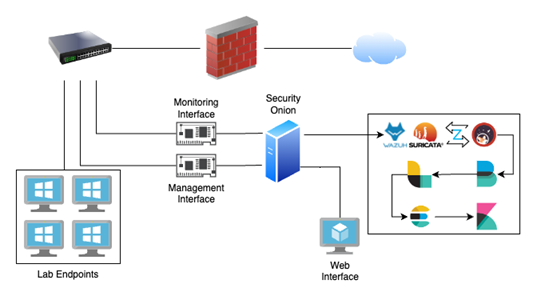 Monitoring
Interface
Security
Onion
WAZUH. SURICATA
Management
Interface
Lab Endpoints
Web
Interface